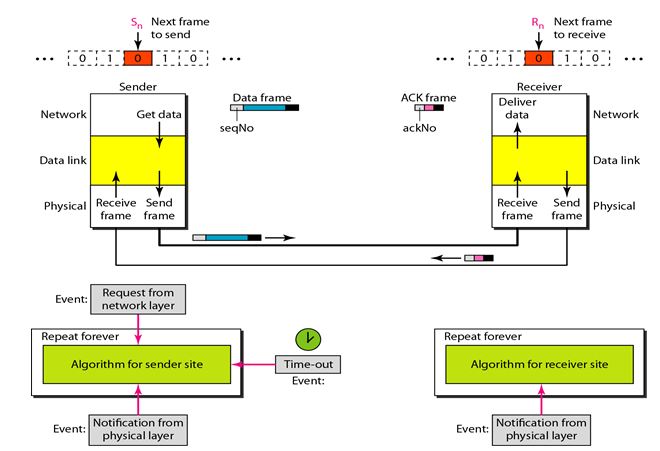 Sn Next frame
to send
Rn Next frame
to receive
... 0 1 0 1 0 ...
... 0 1 0 1 0 ...
Sender
Receiver
Data frame
seqNo
ACK frame
ackNo
Network
Get data
Deliver
data
Network
Data link
Data link
Physical
Receive
frame
Send
frame
Receive
frame
Send
frame
Physical
Event:
Request from
network layer
Repeat forever
Algorithm for sender site
Time-out
Event:
Event:
Notification from
physical layer
Repeat forever
Algorithm for receiver site
Event:
Notification from
physical layer